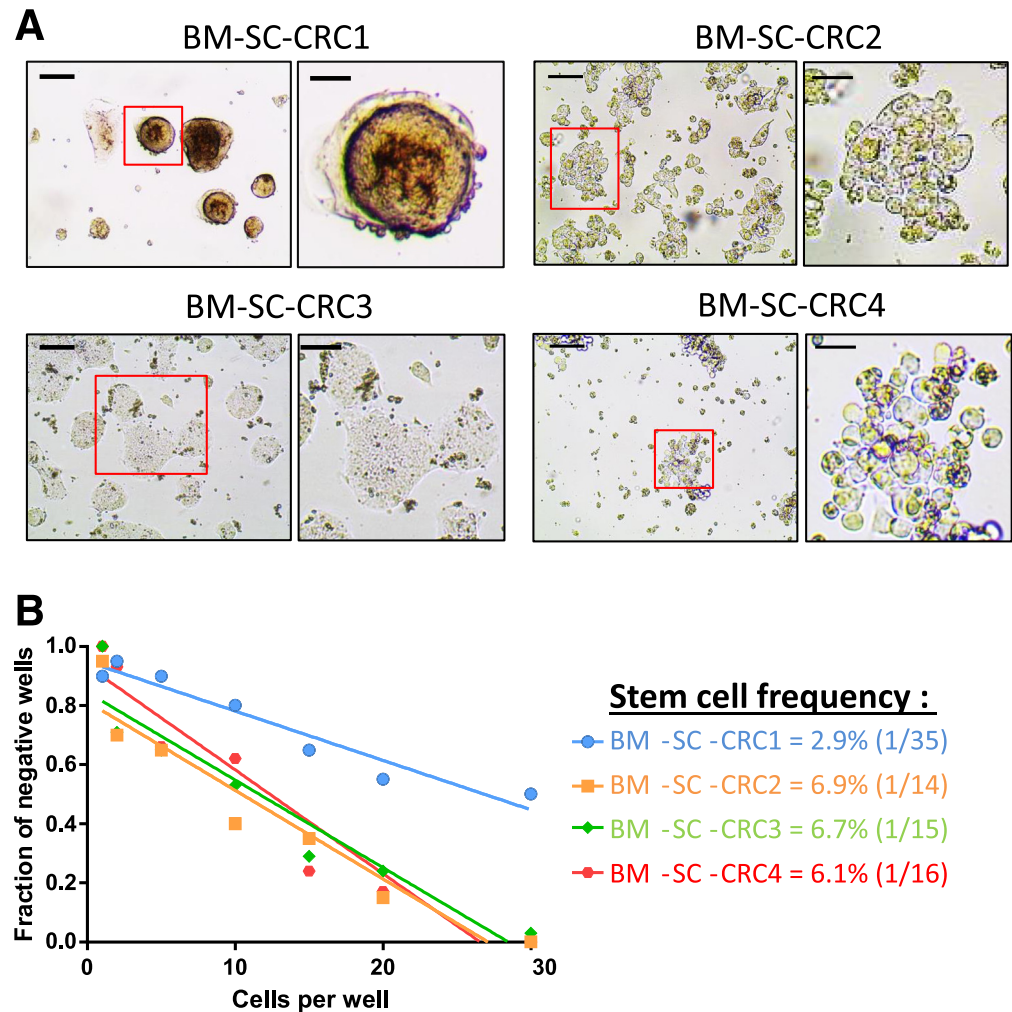 A
BM-SC-CRC1
BM-SC-CRC2
BM-SC-CRC3
BM-SC-CRC4
B
Fraction of negative wells
1.0
0.8
0.6
0.4
0.2
0.0
0
10
20
30
Cells per well
Stem cell frequency :
BM -SC -CRC1 = 2.9% (1/35)
BM -SC -CRC2 = 6.9% (1/14)
BM -SC -CRC3 = 6.7% (1/15)
BM -SC -CRC4 = 6.1% (1/16)